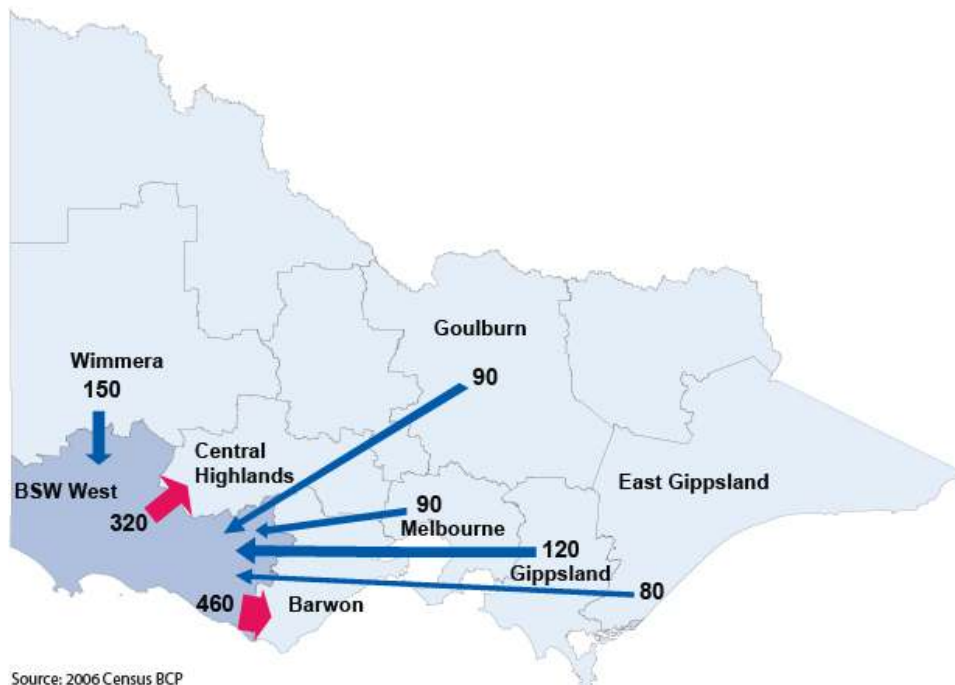 Goulburn
90
Wimmera
150
Central
Highlands
East Gippsland
BSW West
320
90
Melbourne
120
Gippsland
80
460
Barwon
Source: 2006 Census BCP